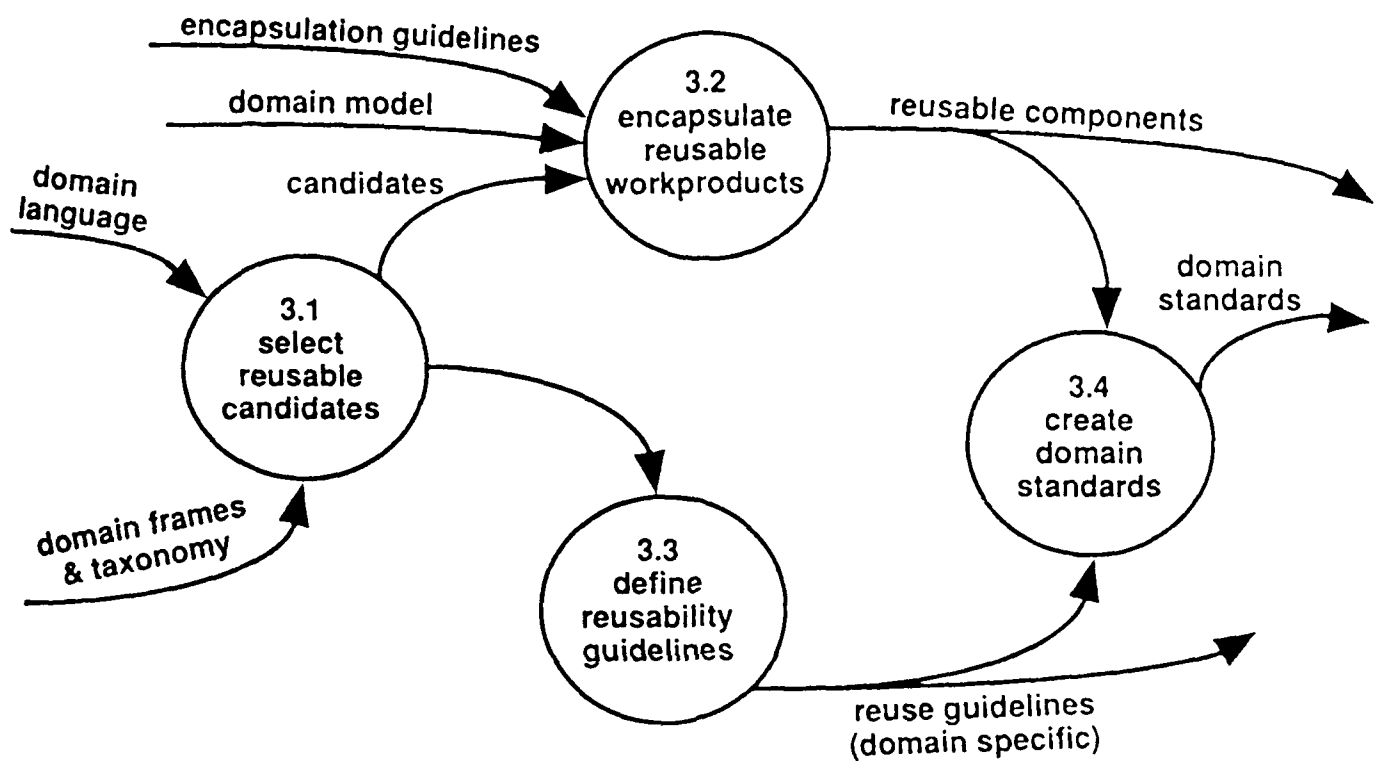 encapsulation guidelines
domain model
domain
language
candidates
3.2
encapsulate
reusable
workproducts
reusable components
domain
standards
3.1
select
reusable
candidates
3.4
create
domain
standards
domain frames
& taxonomy
3.3
define
reusability
guidelines
reuse guidelines
(domain specific)